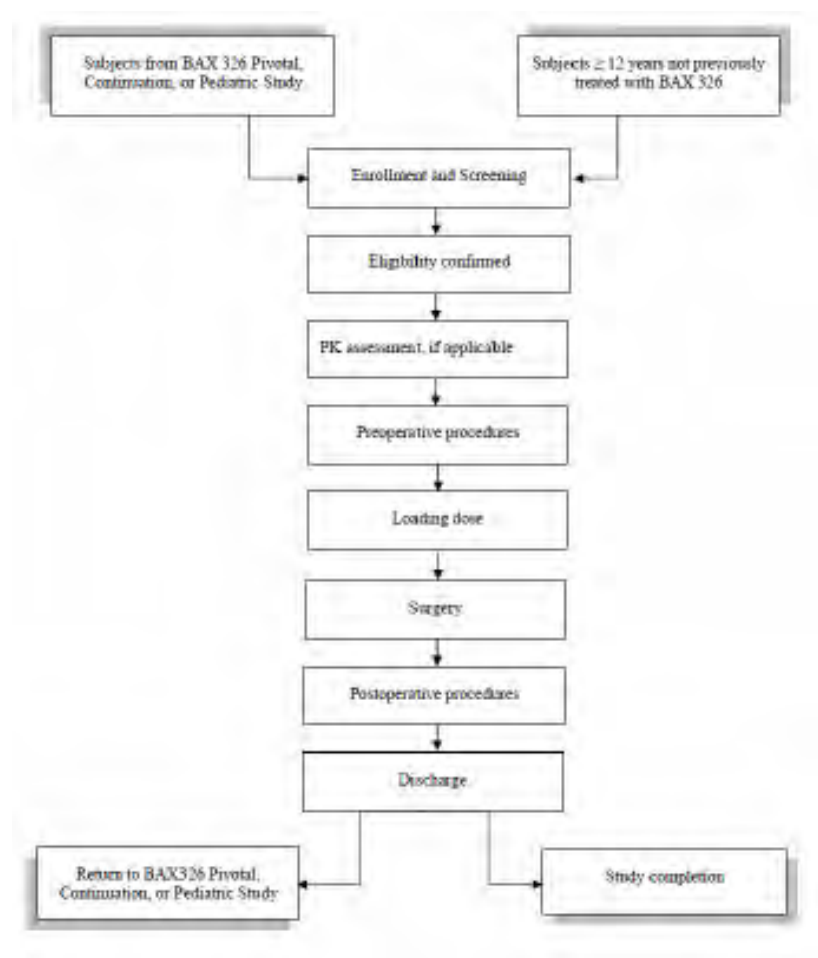 Subjects from BAX 326 Pivotal,
Continuation, or Pediatric Study
Subjects ≥ 12 years not previously
treated with BAX 326
Enrollment and Screening
Eligibility confirmed
PK assessment, if applicable
Preoperative procedures
Loading dose
Surgery
Postoperative procedures
Discharge
Return to BAX326 Pivotal,
Continuation, or Pediatric Study
Study completion